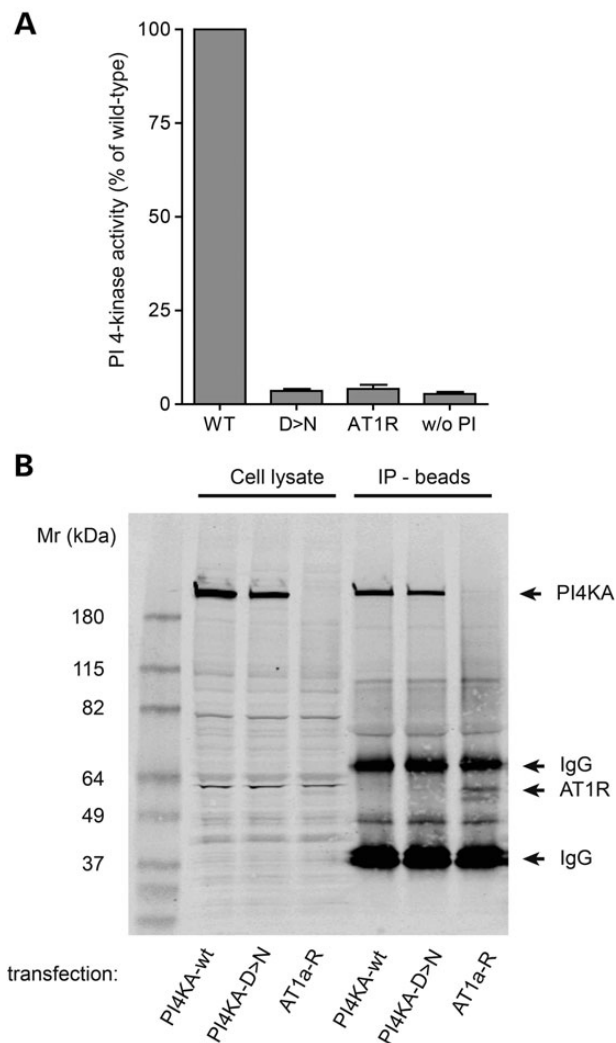 A
PI 4-kinase activity (% of wild-type)
100
75
50
25
0
WT D>N AT1R w/o PI
B
Cell lysate IP - beads
Mr (kDa)
PI4KA
180
115
82
IgG
64
AT1R
49
37
IgG
transfection: PI4KA-wt PI4KA-D>N AT1a-R PI4KA-wt PI4KA-D>N AT1a-R